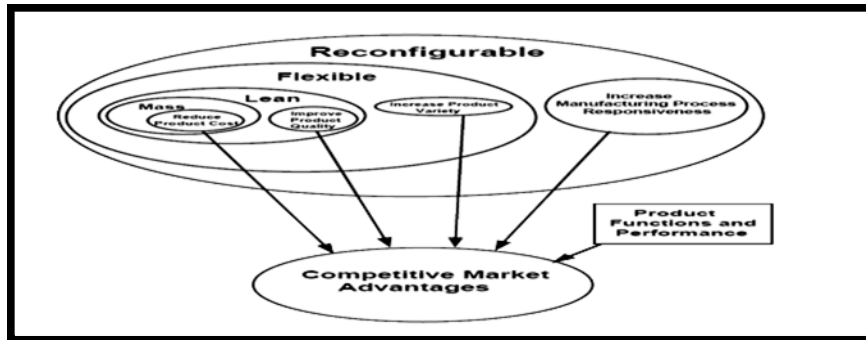 Reconfigurable
Flexible
Lean
Mass
Reduce
Product Cost
Improve
Product
Quality
Increase Product
Variety
Increase
Manufacturing Process
Responsiveness
Product
Functions and
Performance
Competitive Market
Advantages